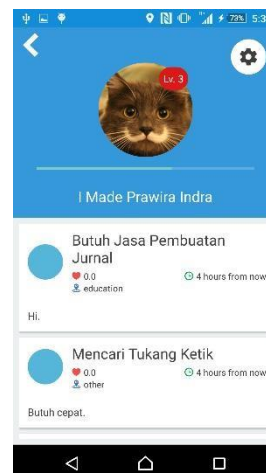 73% 5:3
Lv. 3
I Made Prawira Indra
Butuh Jasa Pembuatan
Jurnal
0.0
4 hours from now
education
Hi.
Mencari Tukang Ketik
0.0
4 hours from now
other
Butuh cepat.